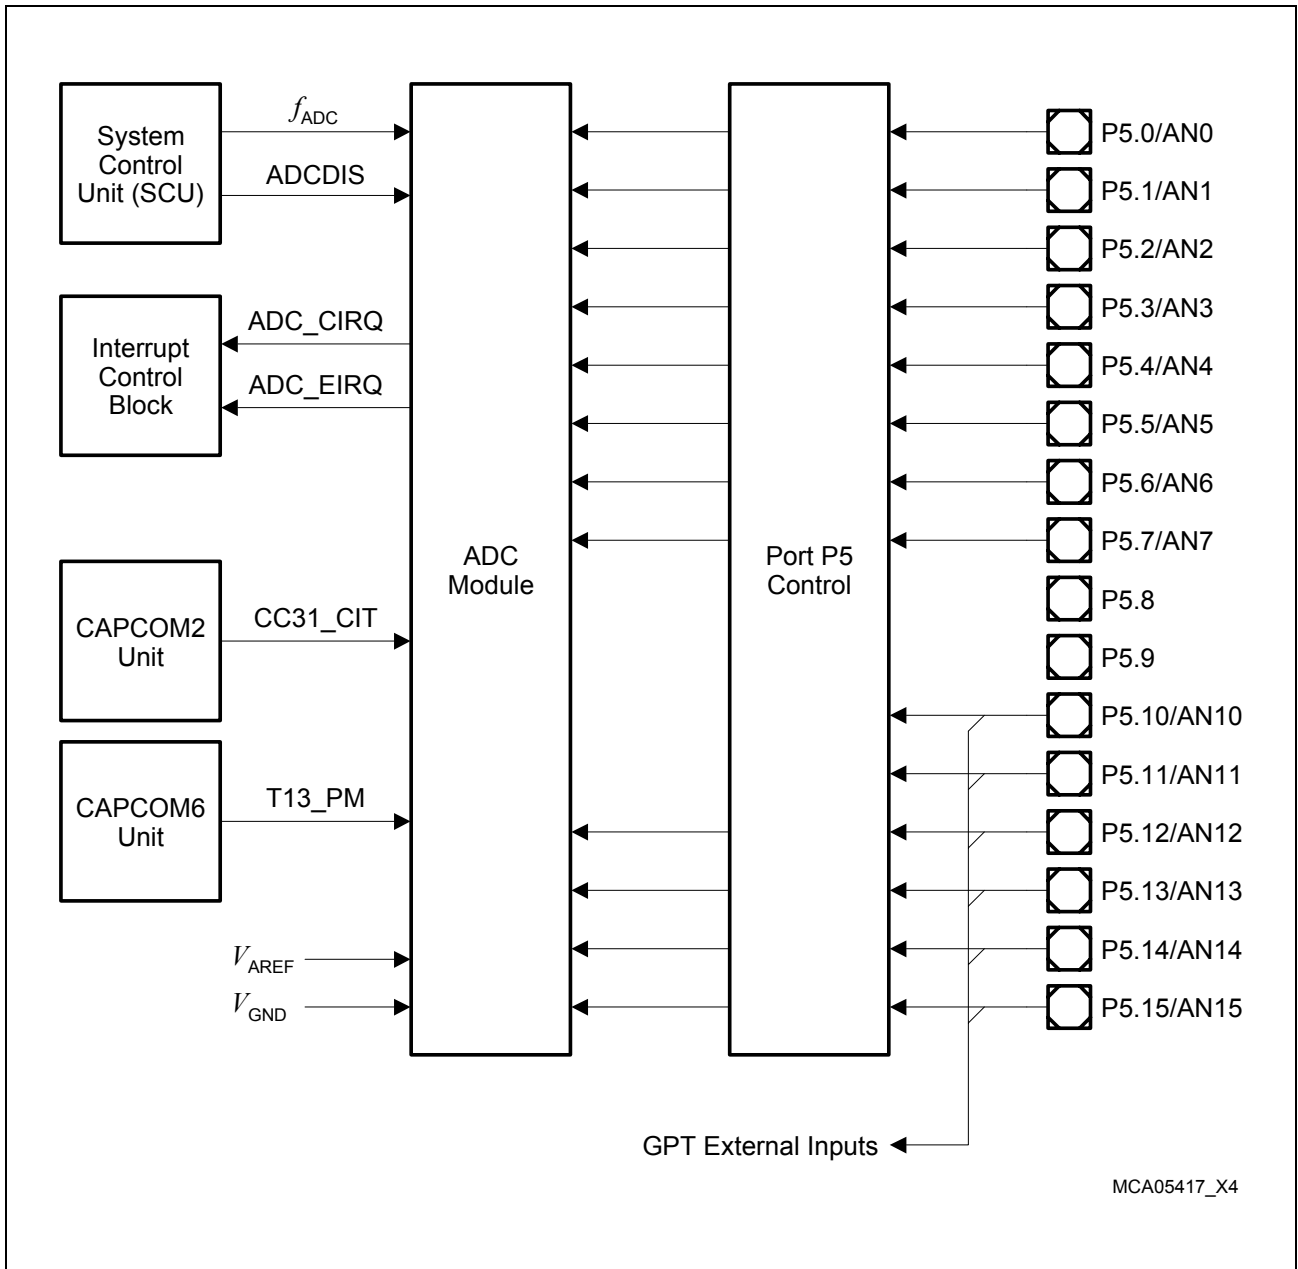 System
Control
Unit (SCU)
fADC
ADCDIS
Interrupt
Control
Block
ADC_CIRQ
ADC_EIRQ
CAPCOM2
Unit
CC31_CIT
CAPCOM6
Unit
T13_PM
VAREF
VGND
ADC
Module
Port P5
Control
P5.0/AN0
P5.1/AN1
P5.2/AN2
P5.3/AN3
P5.4/AN4
P5.5/AN5
P5.6/AN6
P5.7/AN7
P5.8
P5.9
P5.10/AN10
P5.11/AN11
P5.12/AN12
P5.13/AN13
P5.14/AN14
P5.15/AN15
GPT External Inputs
MCA05417_X4